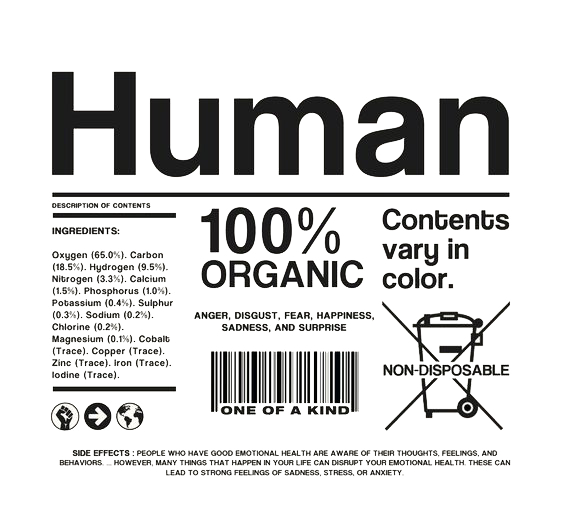 Human
DESCRIPTION OF CONTENTS
INGREDIENTS:
Oxygen (65.0%). Carbon
(18.5%). Hydrogen (9.5%).
Nitrogen (3.3%). Calcium
(1.5%). Phosphorus (1.0%).
Potassium (0.4%). Sulphur
(0.3%). Sodium (0.2%).
Chlorine (0.2%).
Magnesium (0.1%). Cobalt
(Trace). Copper (Trace).
Zinc (Trace). Iron (Trace).
Iodine (Trace).
100%
ORGANIC
ANGER, DISGUST, FEAR, HAPPINESS,
SADNESS, AND SURPRISE
ONE OF A KIND
Contents
vary in
color.
NON-DISPOSABLE
SIDE EFFECTS : PEOPLE WHO HAVE GOOD EMOTIONAL HEALTH ARE AWARE OF THEIR THOUGHTS, FEELINGS, AND
BEHAVIORS. ... HOWEVER, MANY THINGS THAT HAPPEN IN YOUR LIFE CAN DISRUPT YOUR EMOTIONAL HEALTH. THESE CAN
LEAD TO STRONG FEELINGS OF SADNESS, STRESS, OR ANXIETY.